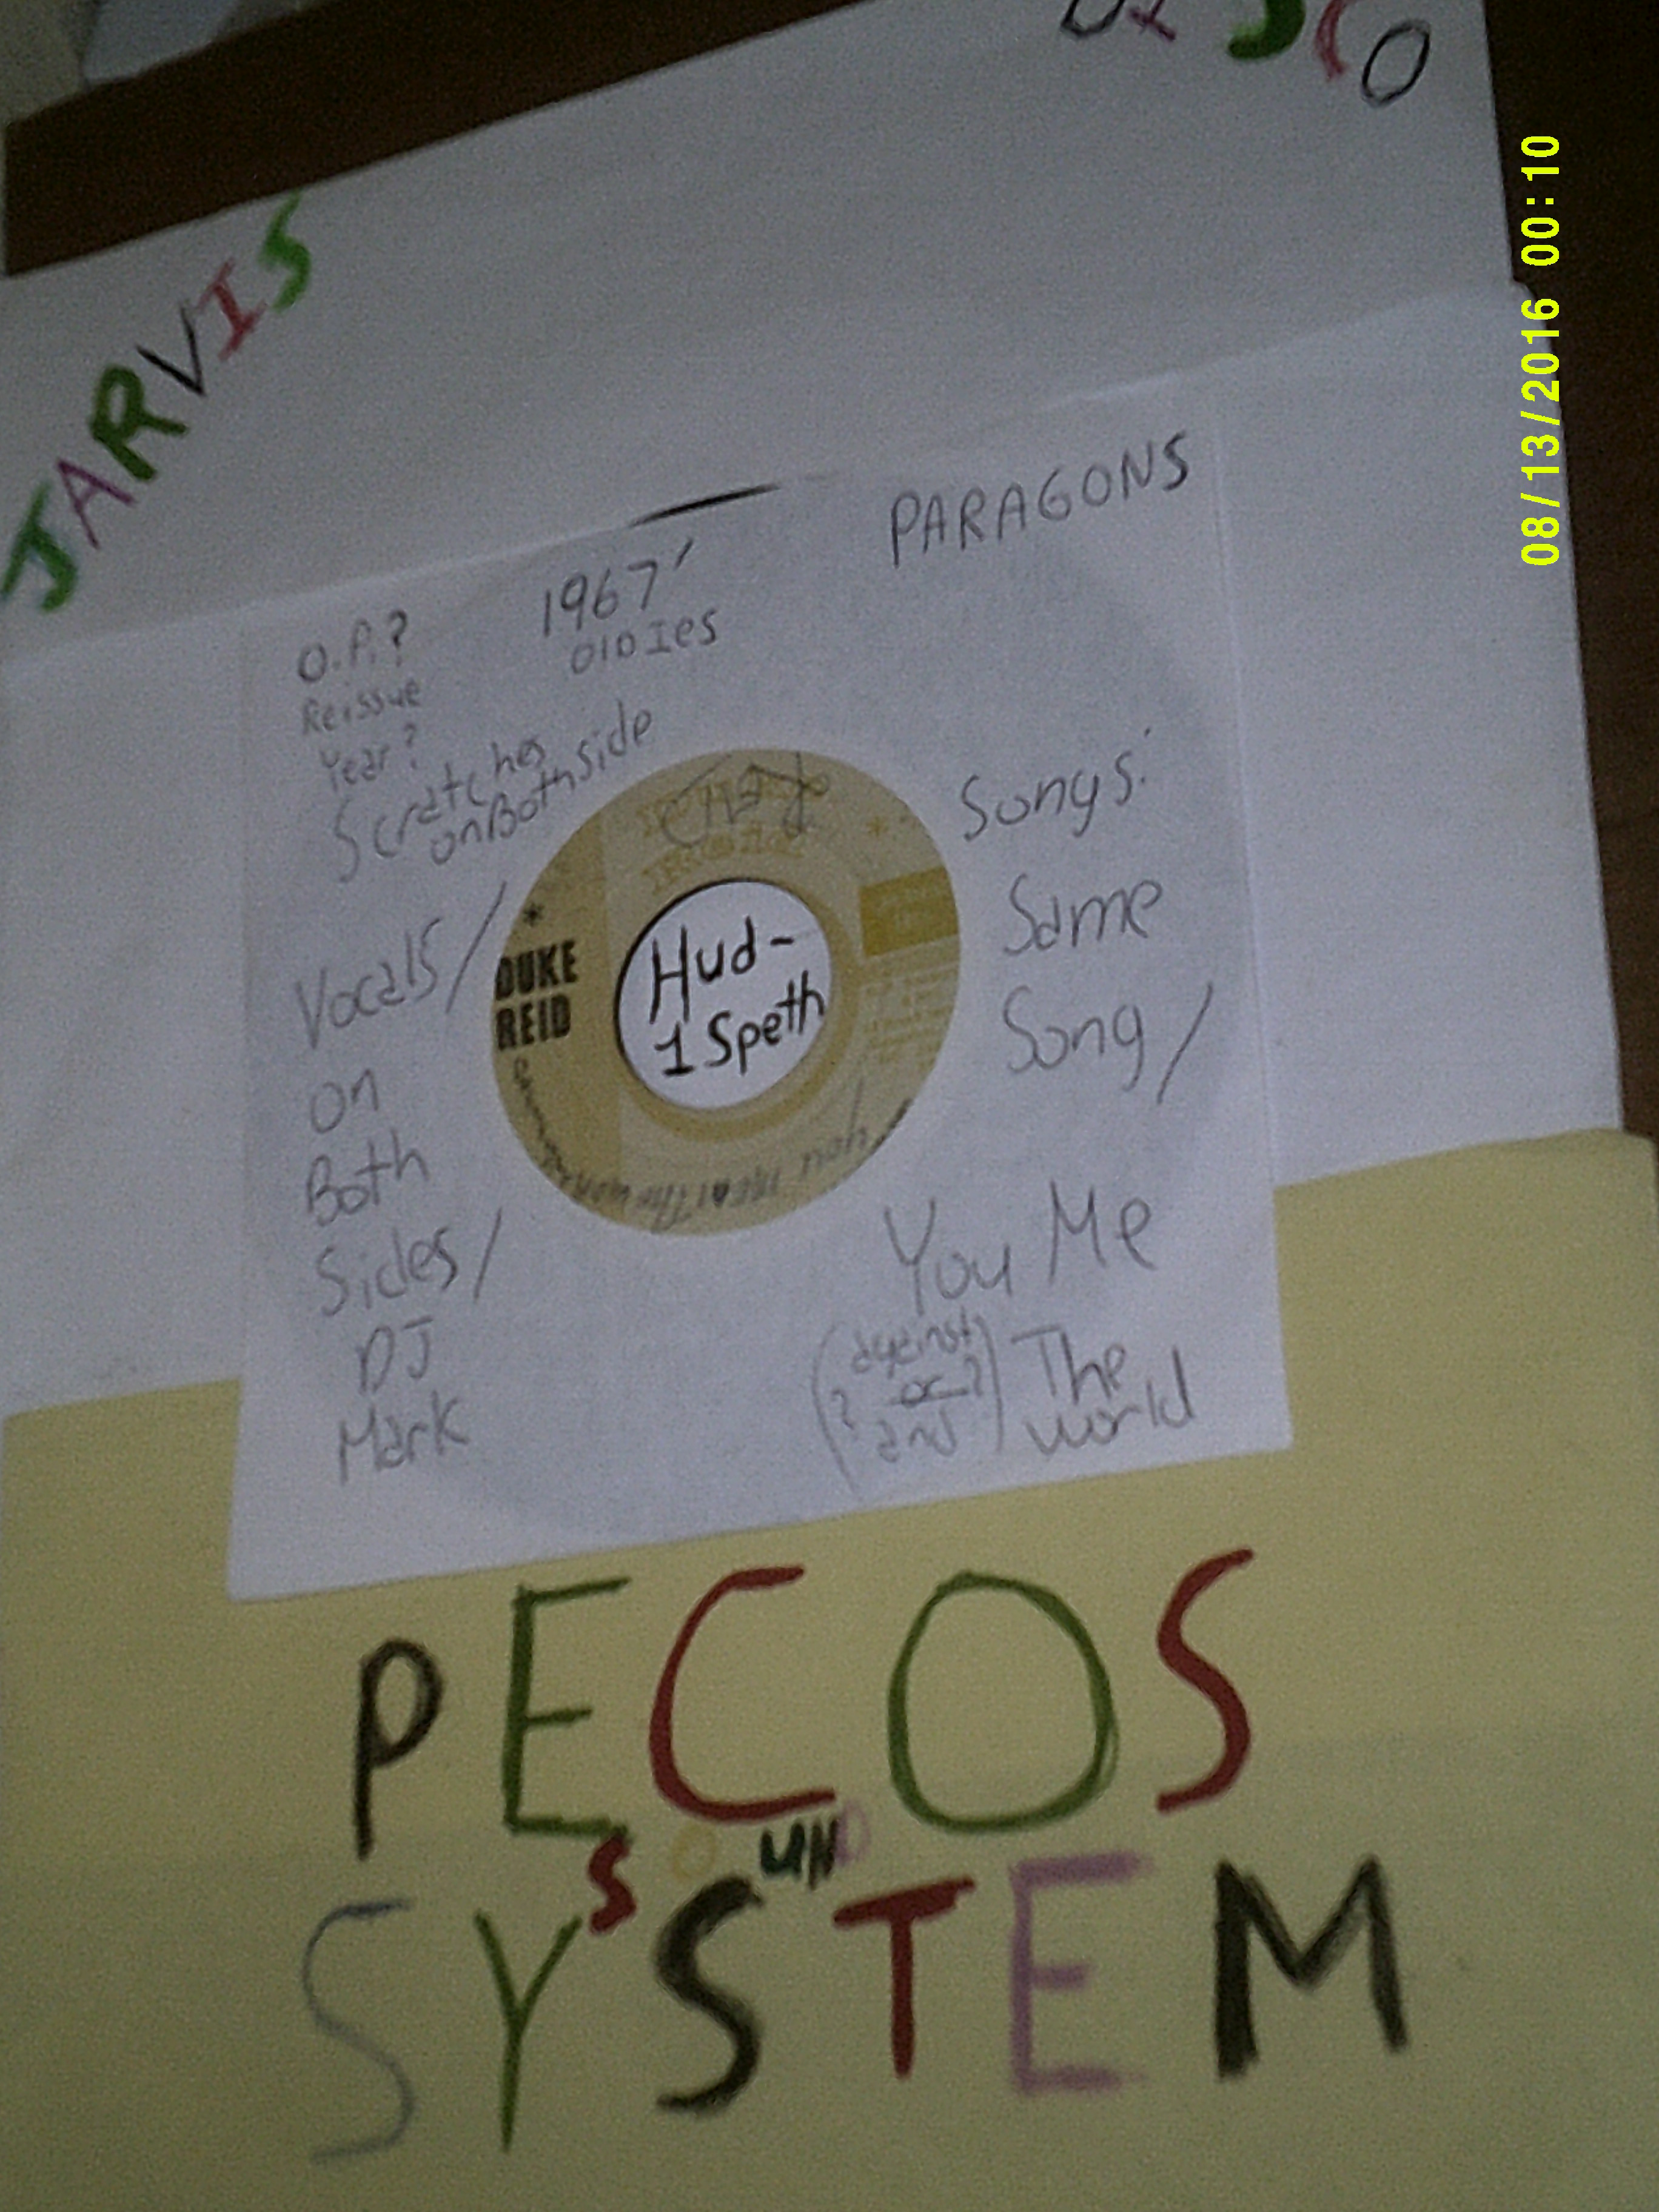 JARVIS
08/13/2016 00:10
PARAGONS
1967'
OlDIes
O.P.?
Reissue
Year?
Scratches
on Both side
Songs:
Same
Song/
Vocals/
on
Both
Sides/
DJ
Mark
DUKE
REID
Hud-
1 Speth
You Me
(? against
or ?
and)
The
world
PECOS
SOUND
SYSTEM